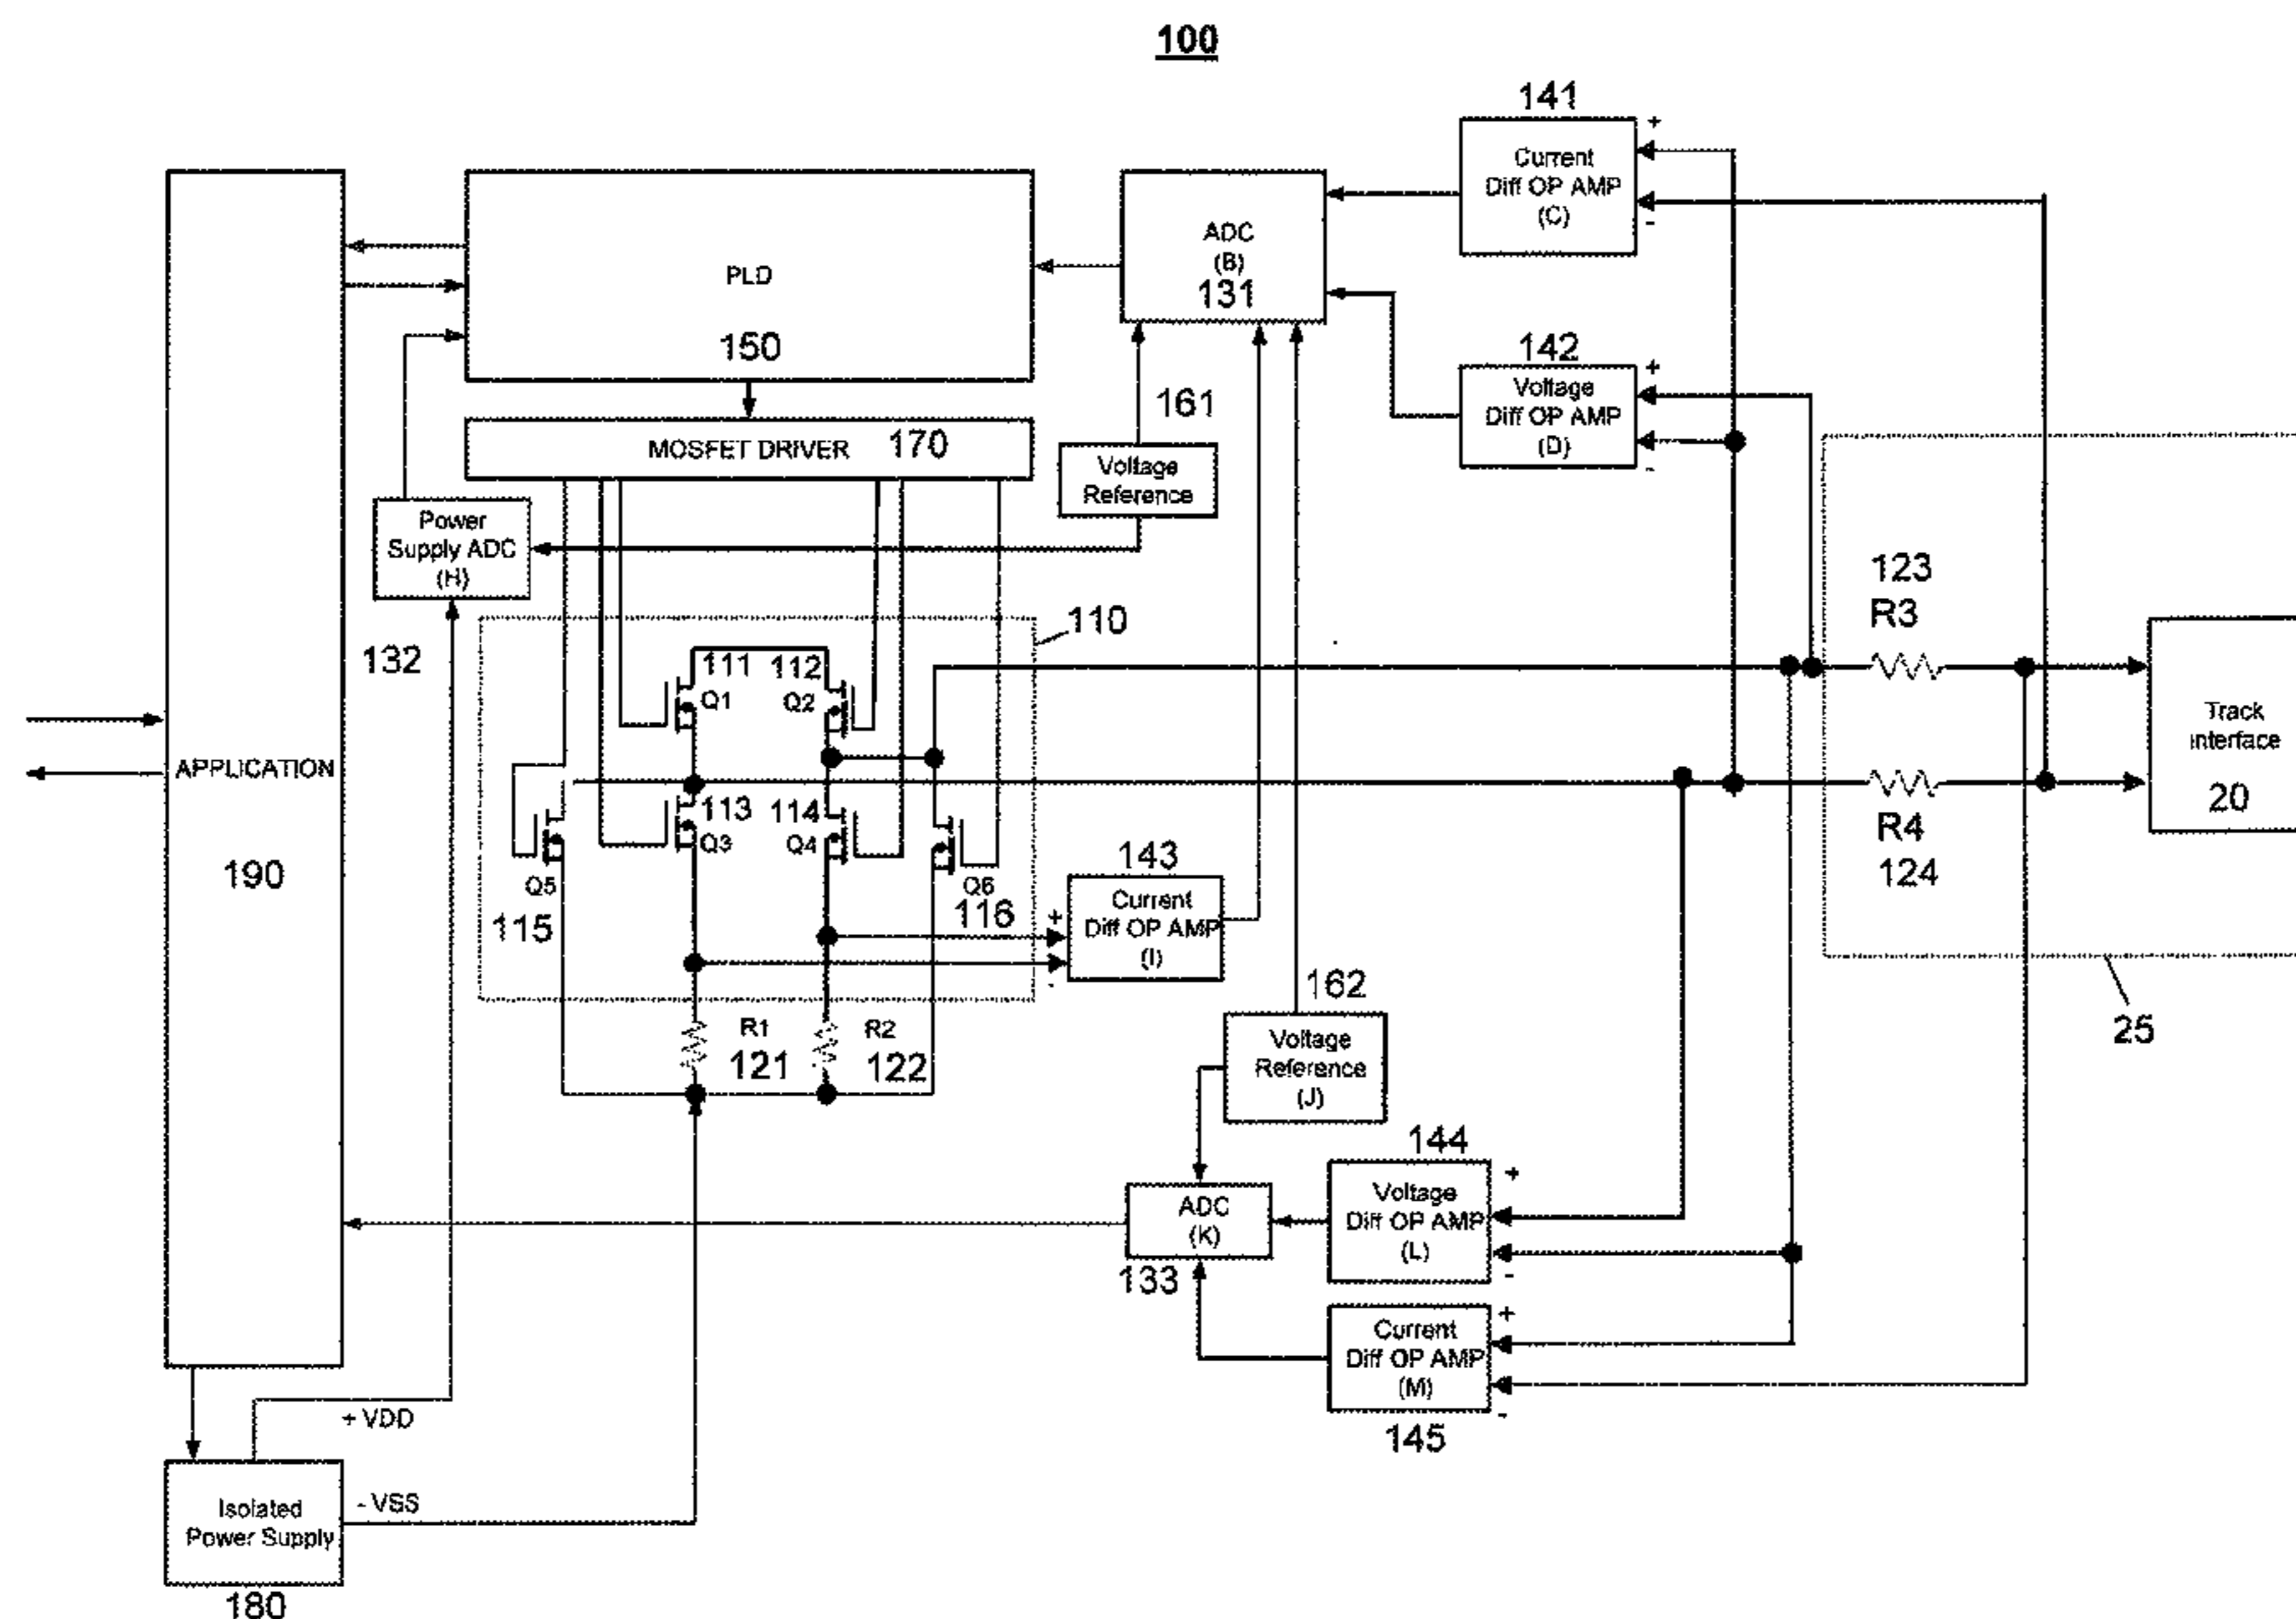 100
141
Current
Diff OP AMP
(C)
+
-
ADC
(B)
131
PLD
150
142
Voltage
Diff OP AMP
(D)
+
-
161
MOSFET DRIVER 170
Voltage
Reference
Power
Supply ADC
(H)
132
110
123
R3
111
Q1
112
Q2
Track
interface
20
APPLICATION
190
113
Q3
114
Q4
R4
124
Q5
115
Q6
116
143
Current
Diff OP AMP
(I)
+
-
162
Voltage
Reference
(J)
25
R1
121
R2
122
144
Voltage
Diff OP AMP
(L)
+
-
ADC
(K)
133
Current
Diff OP AMP
(M)
+
-
145
+ VDD
- VSS
Isolated
Power Supply
180